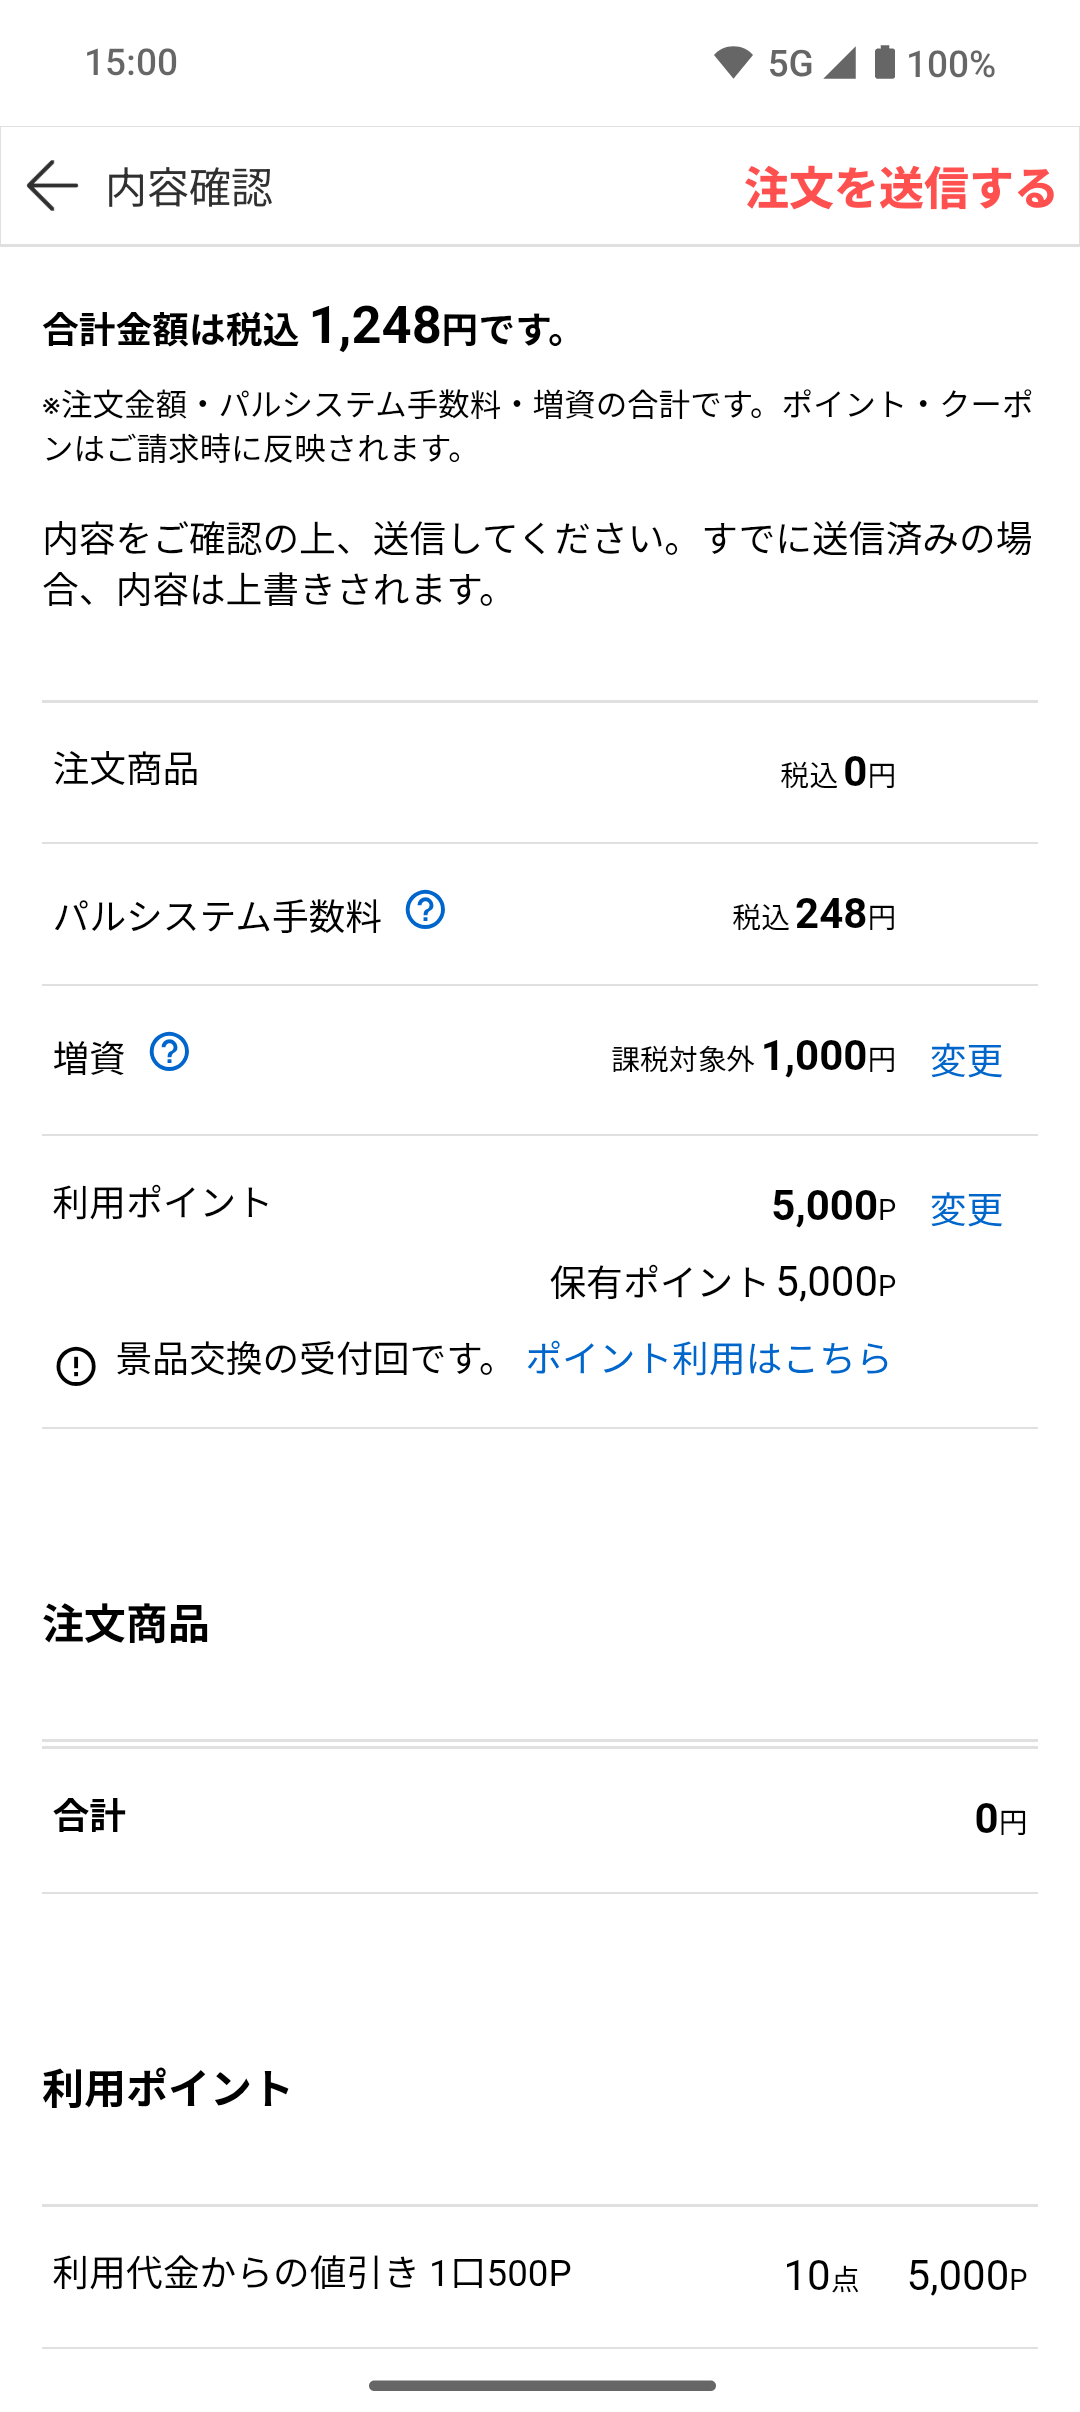 15:00 5G 100%
内容確認 注文を送信する
合計金額は税込 1,248円です。
※注文金額・パルシステム手数料・増資の合計です。ポイント・クーポ
ンはご請求時に反映されます。
内容をご確認の上、送信してください。すでに送信済みの場
合、内容は上書きされます。
注文商品 税込 0円
パルシステム手数料 税込 248円
増資 課税対象外 1,000円 変更
利用ポイント 5,000P 変更
保有ポイント 5,000P
景品交換の受付回です。 ポイント利用はこちら
注文商品
合計 0円
利用ポイント
利用代金からの値引き 1口500P 10点 5,000P